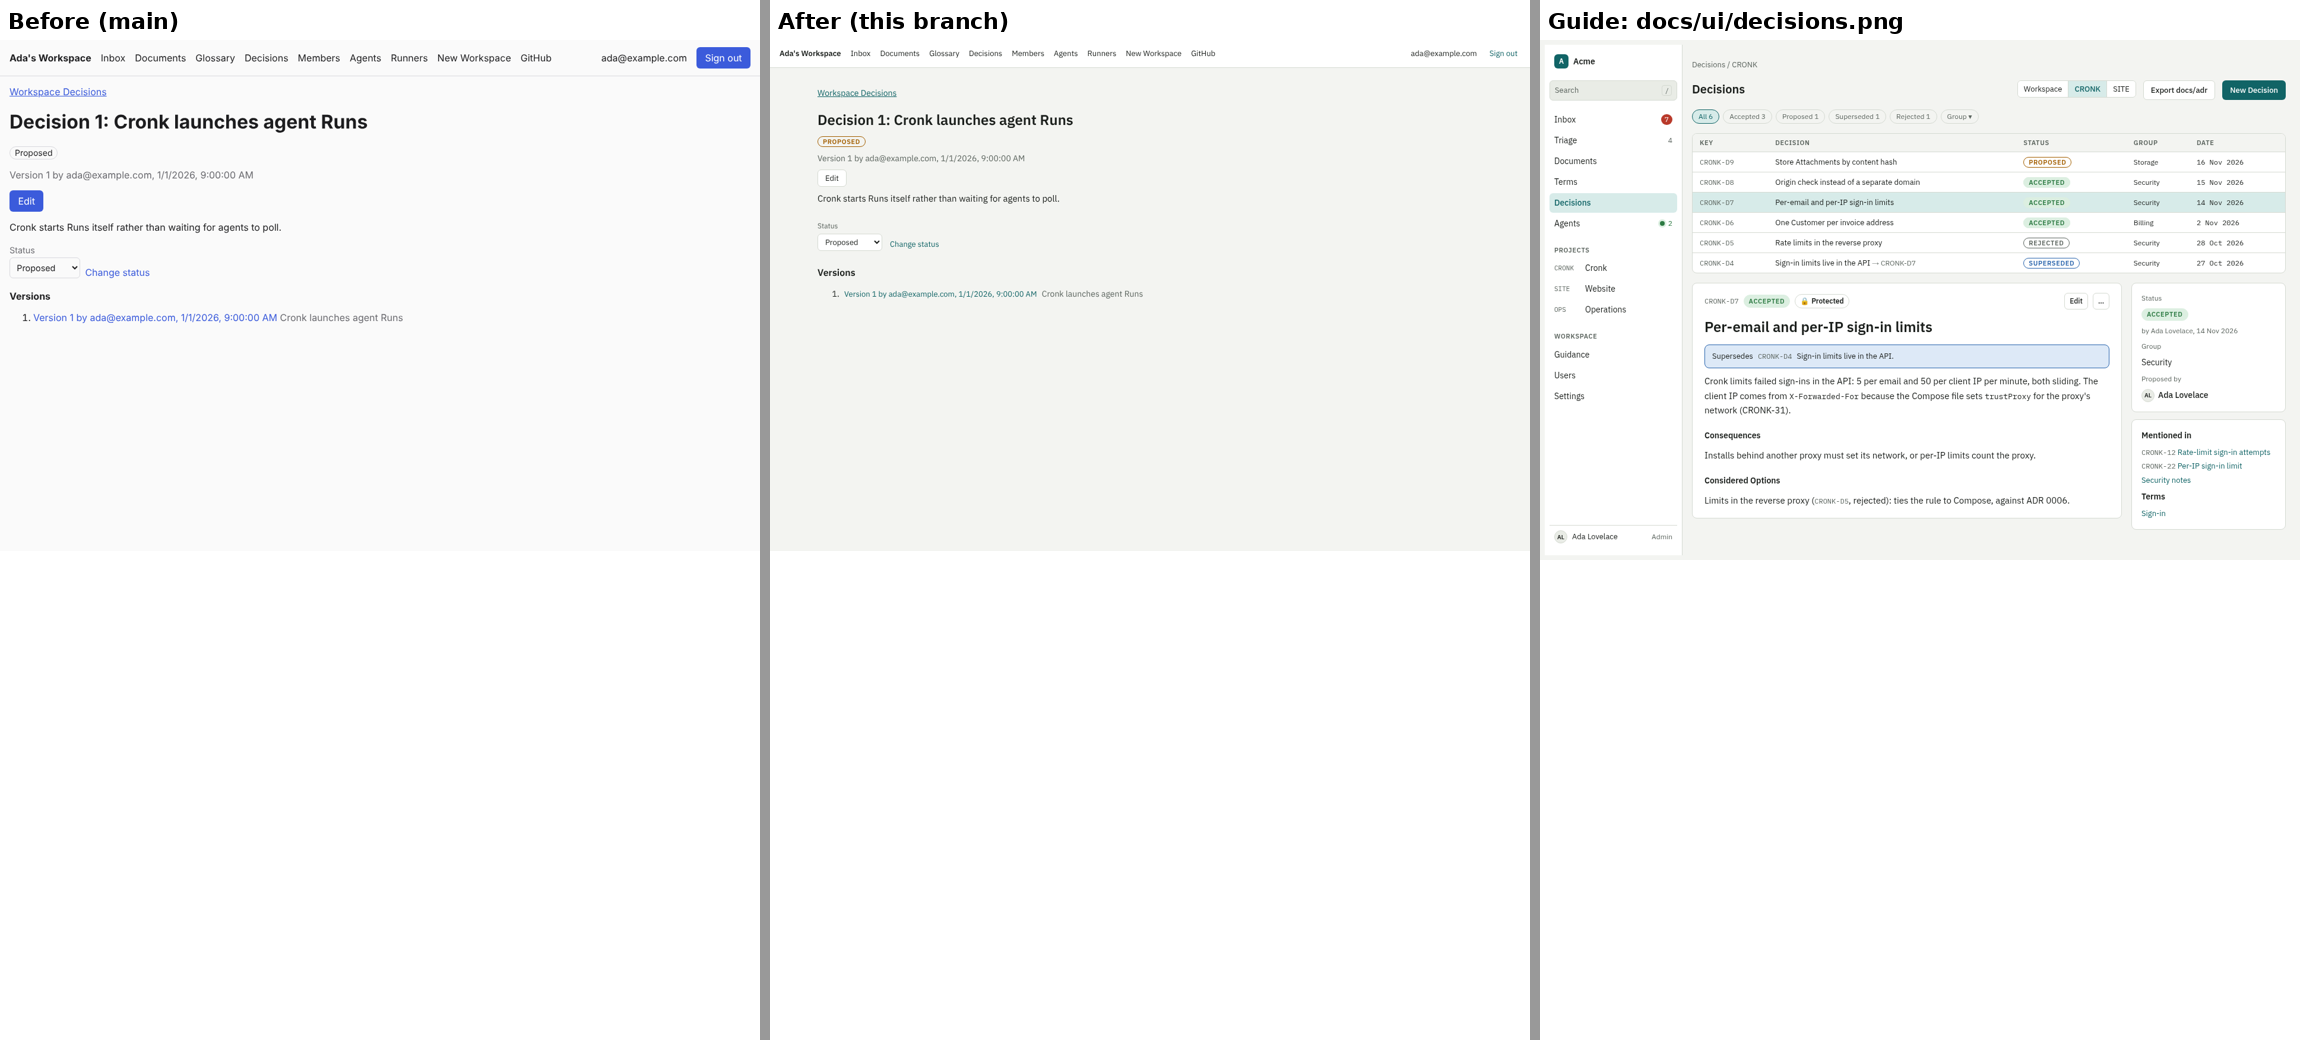 Before (main)
Ada's Workspace Inbox Documents Glossary Decisions Members Agents Runners New Workspace GitHub ada@example.com Sign out
Workspace Decisions
Decision 1: Cronk launches agent Runs
Proposed
Version 1 by ada@example.com, 1/1/2026, 9:00:00 AM
Edit
Cronk starts Runs itself rather than waiting for agents to poll.
Status
Proposed Change status
Versions
1. Version 1 by ada@example.com, 1/1/2026, 9:00:00 AM Cronk launches agent Runs
After (this branch)
Ada's Workspace Inbox Documents Glossary Decisions Members Agents Runners New Workspace GitHub ada@example.com Sign out
Workspace Decisions
Decision 1: Cronk launches agent Runs
PROPOSED
Version 1 by ada@example.com, 1/1/2026, 9:00:00 AM
Edit
Cronk starts Runs itself rather than waiting for agents to poll.
Status
Proposed Change status
Versions
1. Version 1 by ada@example.com, 1/1/2026, 9:00:00 AM Cronk launches agent Runs
Guide: docs/ui/decisions.png
A Acme
Search /
Inbox 7
Triage 4
Documents
Terms
Decisions
Agents 2
PROJECTS
CRONK Cronk
SITE Website
OPS Operations
WORKSPACE
Guidance
Users
Settings
AL Ada Lovelace Admin
Decisions / CRONK
Decisions Workspace CRONK SITE Export docs/adr New Decision
All 6 Accepted 3 Proposed 1 Superseded 1 Rejected 1 Group ▾
KEY DECISION STATUS GROUP DATE
CRONK-D9 Store Attachments by content hash PROPOSED Storage 16 Nov 2026
CRONK-D8 Origin check instead of a separate domain ACCEPTED Security 15 Nov 2026
CRONK-D7 Per-email and per-IP sign-in limits ACCEPTED Security 14 Nov 2026
CRONK-D6 One Customer per invoice address ACCEPTED Billing 2 Nov 2026
CRONK-D5 Rate limits in the reverse proxy REJECTED Security 28 Oct 2026
CRONK-D4 Sign-in limits live in the API → CRONK-D7 SUPERSEDED Security 27 Oct 2026
CRONK-D7 ACCEPTED 🔒 Protected Edit …
Per-email and per-IP sign-in limits
Supersedes CRONK-D4 Sign-in limits live in the API.
Cronk limits failed sign-ins in the API: 5 per email and 50 per client IP per minute, both sliding. The
client IP comes from X-Forwarded-For because the Compose file sets trustProxy for the proxy's
network (CRONK-31).
Consequences
Installs behind another proxy must set its network, or per-IP limits count the proxy.
Considered Options
Limits in the reverse proxy (CRONK-D5, rejected): ties the rule to Compose, against ADR 0006.
Status
ACCEPTED
by Ada Lovelace, 14 Nov 2026
Group
Security
Proposed by
AL Ada Lovelace
Mentioned in
CRONK-12 Rate-limit sign-in attempts
CRONK-22 Per-IP sign-in limit
Security notes
Terms
Sign-in